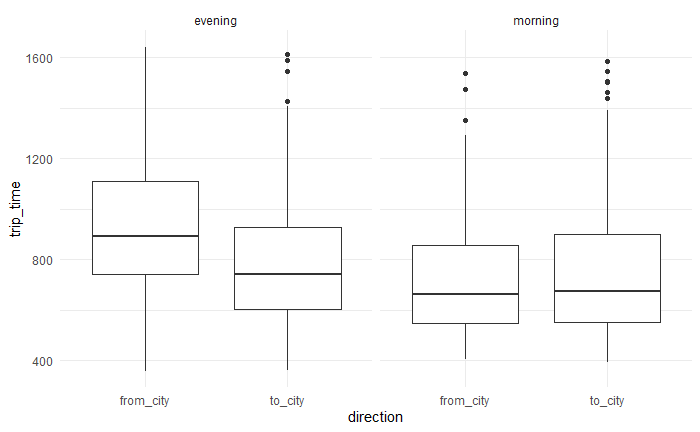 evening morning
trip_time
1600
1200
800
400
from_city to_city from_city to_city
direction